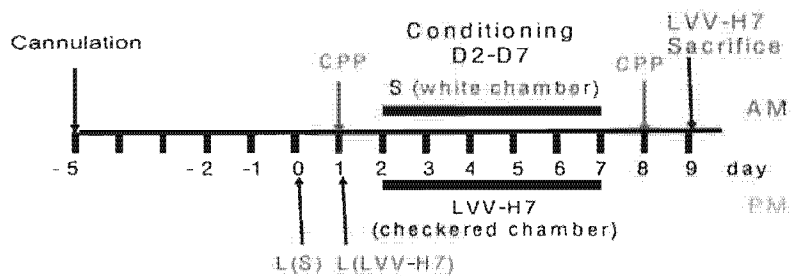 LVV-H7
Sacrifice
Conditioning
D2-D7
Cannulation
CPP
CPP
S (white chamber)
AM
-5 -2 -1 0 1 2 3 4 5 6 7 8 9 day
LVV-H7
(checkered chamber)
PM
L(S) L(LVV-H7)